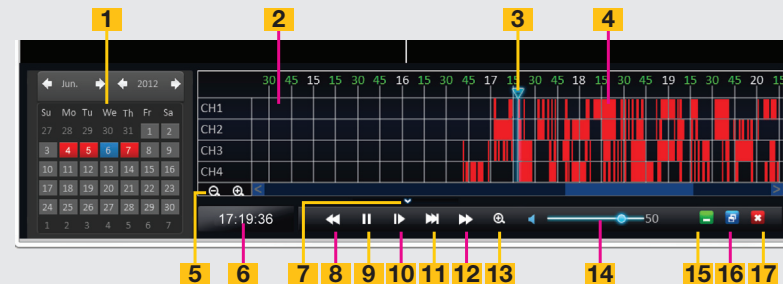 1 2 3 4
Jun. 2012
Su Mo Tu We Th Fr Sa
27 28 29 30 31 1 2
3 4 5 6 7 8 9
10 11 12 13 14 15 16
17 18 19 20 21 22 23
24 25 26 27 28 29 30
1 2 3 4 5 6 7
30 45 15 15 30 45 16 15 30 45 17 15 30 45 18 15 30 45 19 15 30 45 20 15
CH1
CH2
CH3
CH4
17:19:36
50
5 6 7 8 9 10 11 12 13 14 15 16 17